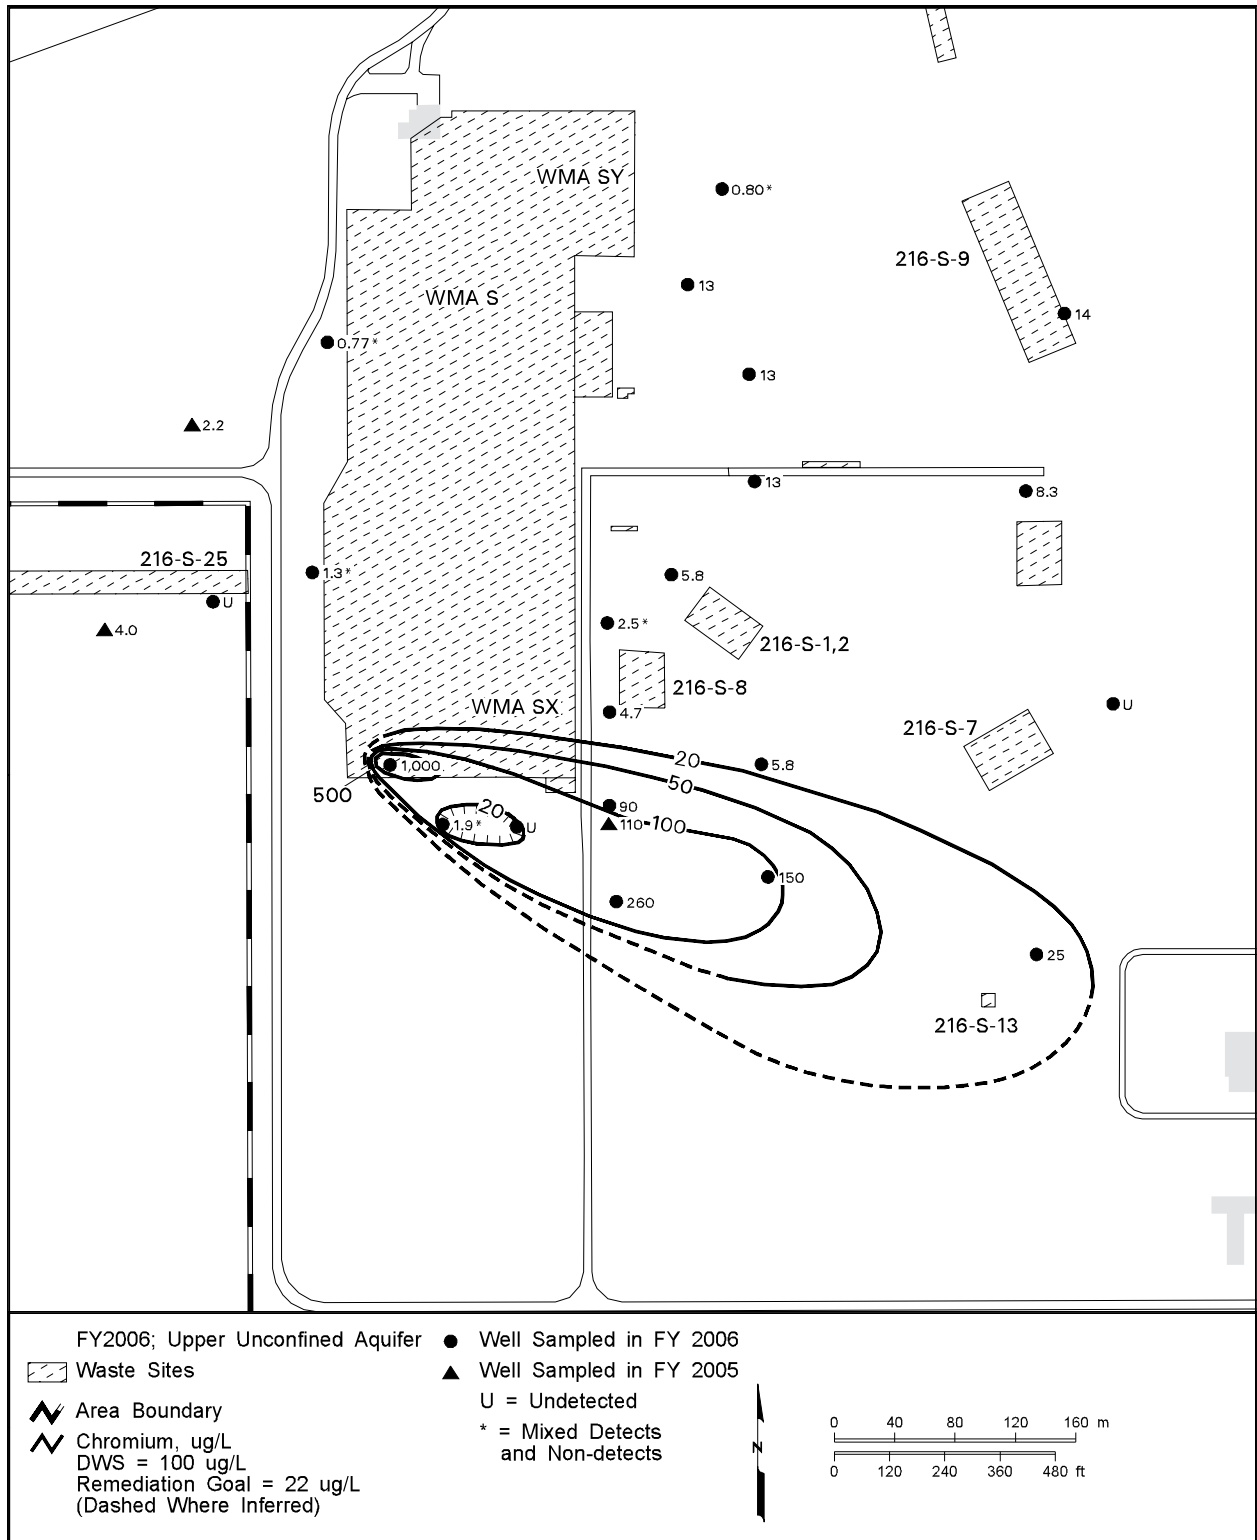 WMA SY
0.80*
216-S-9
13
WMA S
14
0.77*
13
2.2
13
8.3
216-S-25
1.3*
5.8
U
2.5*
4.0
216-S-1,2
216-S-8
WMA SX
4.7
U
216-S-7
20
5.8
1,000
50
500
20
90
1.9*
U
110
100
150
260
25
216-S-13
FY2006; Upper Unconfined Aquifer
Waste Sites
Area Boundary
Chromium, ug/L
DWS = 100 ug/L
Remediation Goal = 22 ug/L
(Dashed Where Inferred)
Well Sampled in FY 2006
Well Sampled in FY 2005
U = Undetected
* = Mixed Detects
and Non-detects
N
0 40 80 120 160 m
0 120 240 360 480 ft